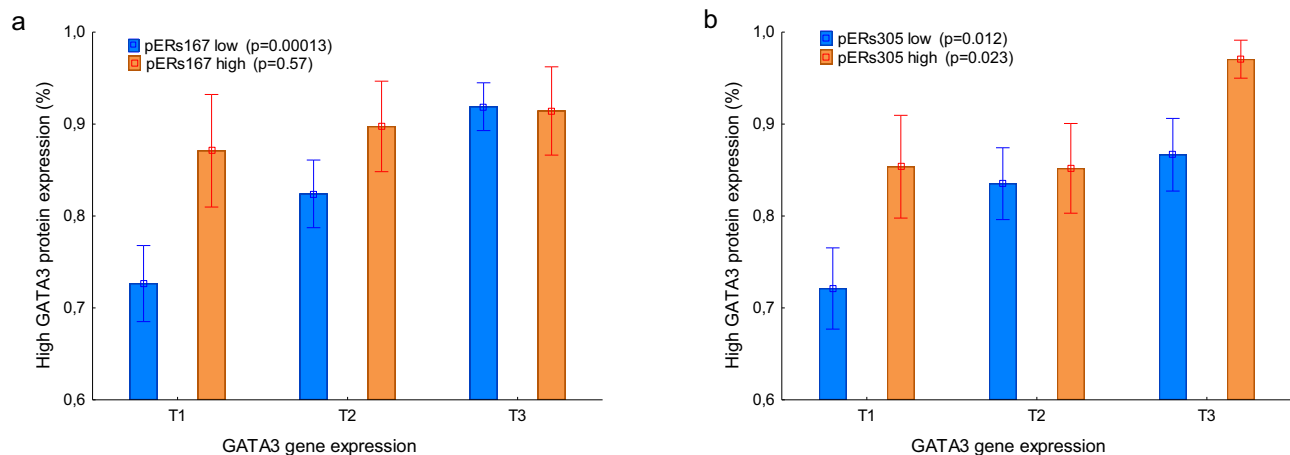 a
High GATA3 protein expression (%)
1,0
0,9
0,8
0,7
0,6
pERs167 low (p=0.00013)
pERs167 high (p=0.57)
T1 T2 T3
GATA3 gene expression
b
High GATA3 protein expression (%)
1,0
0,9
0,8
0,7
0,6
pERs305 low (p=0.012)
pERs305 high (p=0.023)
T1 T2 T3
GATA3 gene expression